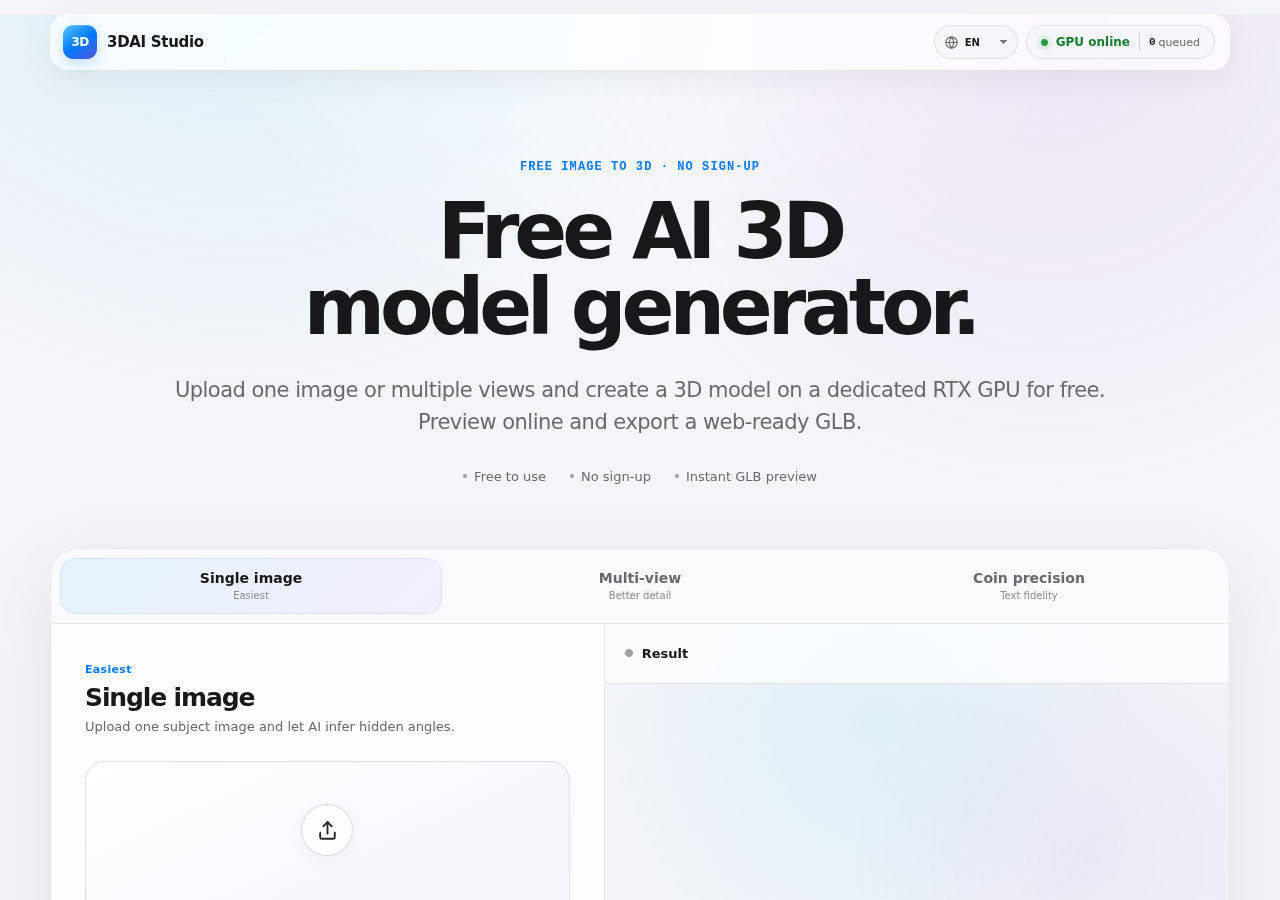 3D
3DAI Studio
EN
GPU online
0 queued
FREE IMAGE TO 3D · NO SIGN-UP
Free AI 3D
model generator.
Upload one image or multiple views and create a 3D model on a dedicated RTX GPU for free.
Preview online and export a web-ready GLB.
Free to use
No sign-up
Instant GLB preview
Single image
Easiest
Multi-view
Better detail
Coin precision
Text fidelity
Easiest
Single image
Upload one subject image and let AI infer hidden angles.
Result